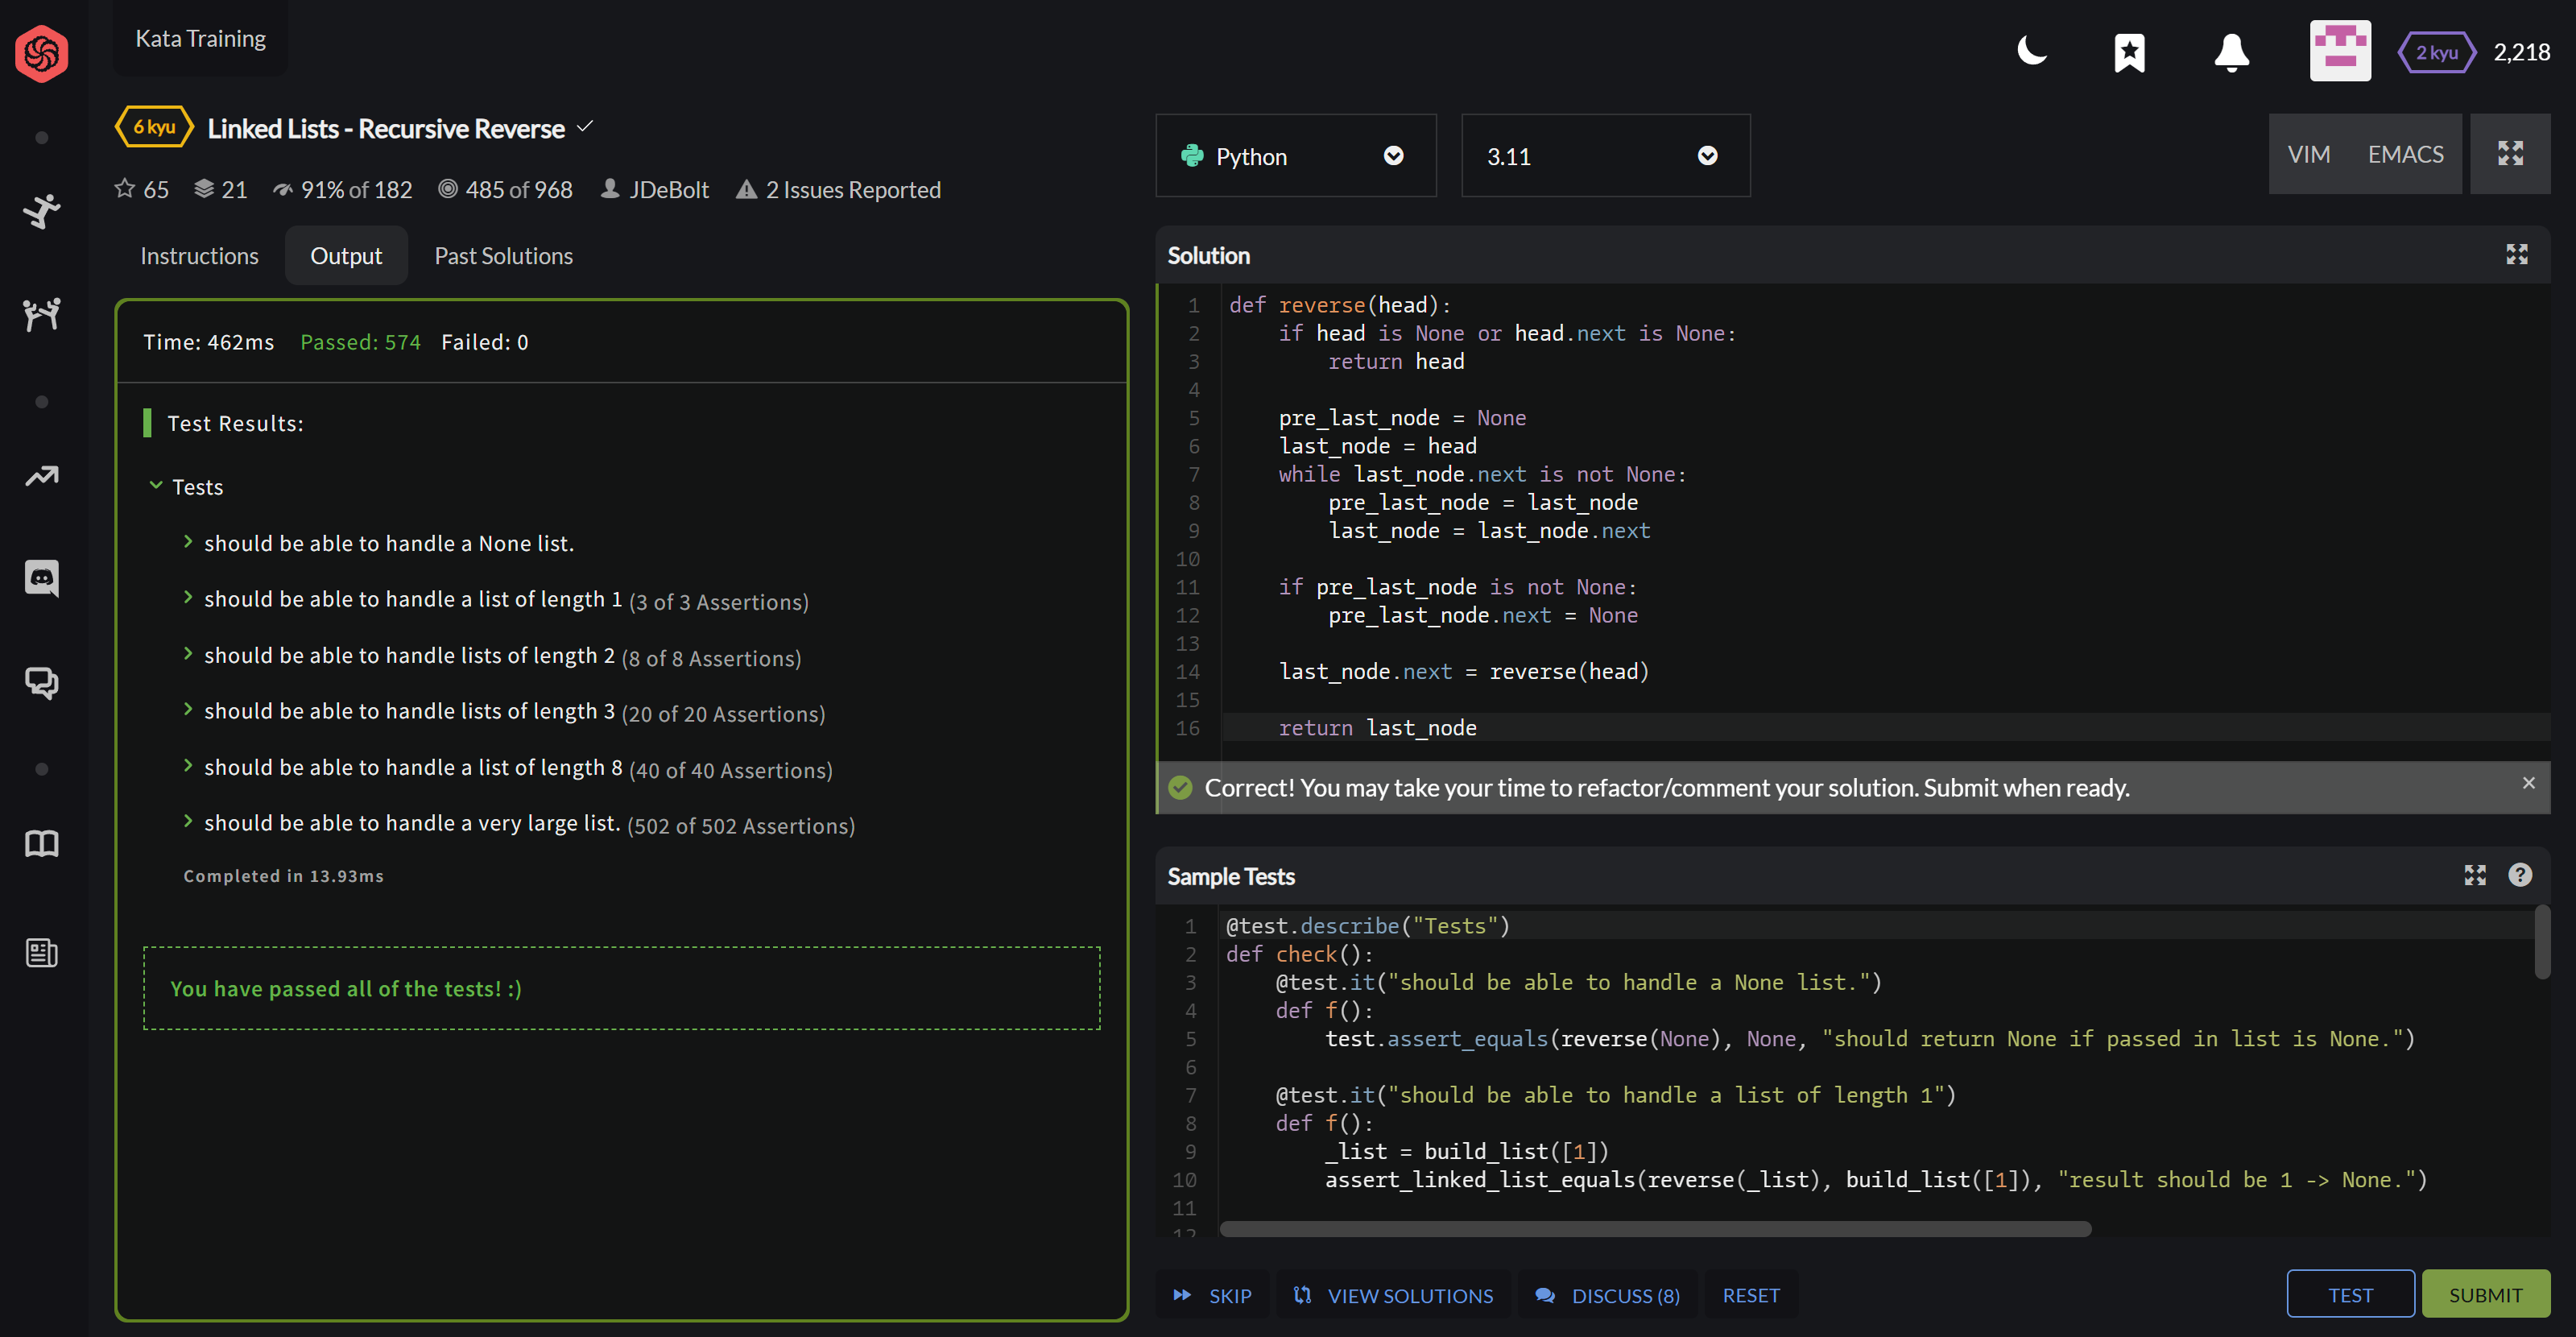 Kata Training
2 kyu 2,218
6 kyu Linked Lists - Recursive Reverse
65 21 91% of 182 485 of 968 JDeBolt 2 Issues Reported
Python 3.11 VIM EMACS
Instructions Output Past Solutions
Time: 462ms Passed: 574 Failed: 0
Test Results:
Tests
should be able to handle a None list.
should be able to handle a list of length 1 (3 of 3 Assertions)
should be able to handle lists of length 2 (8 of 8 Assertions)
should be able to handle lists of length 3 (20 of 20 Assertions)
should be able to handle a list of length 8 (40 of 40 Assertions)
should be able to handle a very large list. (502 of 502 Assertions)
Completed in 13.93ms
You have passed all of the tests! :)
Solution
1 def reverse(head):
2     if head is None or head.next is None:
3         return head
4
5     pre_last_node = None
6     last_node = head
7     while last_node.next is not None:
8         pre_last_node = last_node
9         last_node = last_node.next
10
11     if pre_last_node is not None:
12         pre_last_node.next = None
13
14     last_node.next = reverse(head)
15
16     return last_node
Correct! You may take your time to refactor/comment your solution. Submit when ready.
Sample Tests
1 @test.describe("Tests")
2 def check():
3     @test.it("should be able to handle a None list.")
4     def f():
5         test.assert_equals(reverse(None), None, "should return None if passed in list is None.")
6
7     @test.it("should be able to handle a list of length 1")
8     def f():
9         _list = build_list([1])
10         assert_linked_list_equals(reverse(_list), build_list([1]), "result should be 1 -> None.")
11
12
SKIP VIEW SOLUTIONS DISCUSS (8) RESET TEST SUBMIT